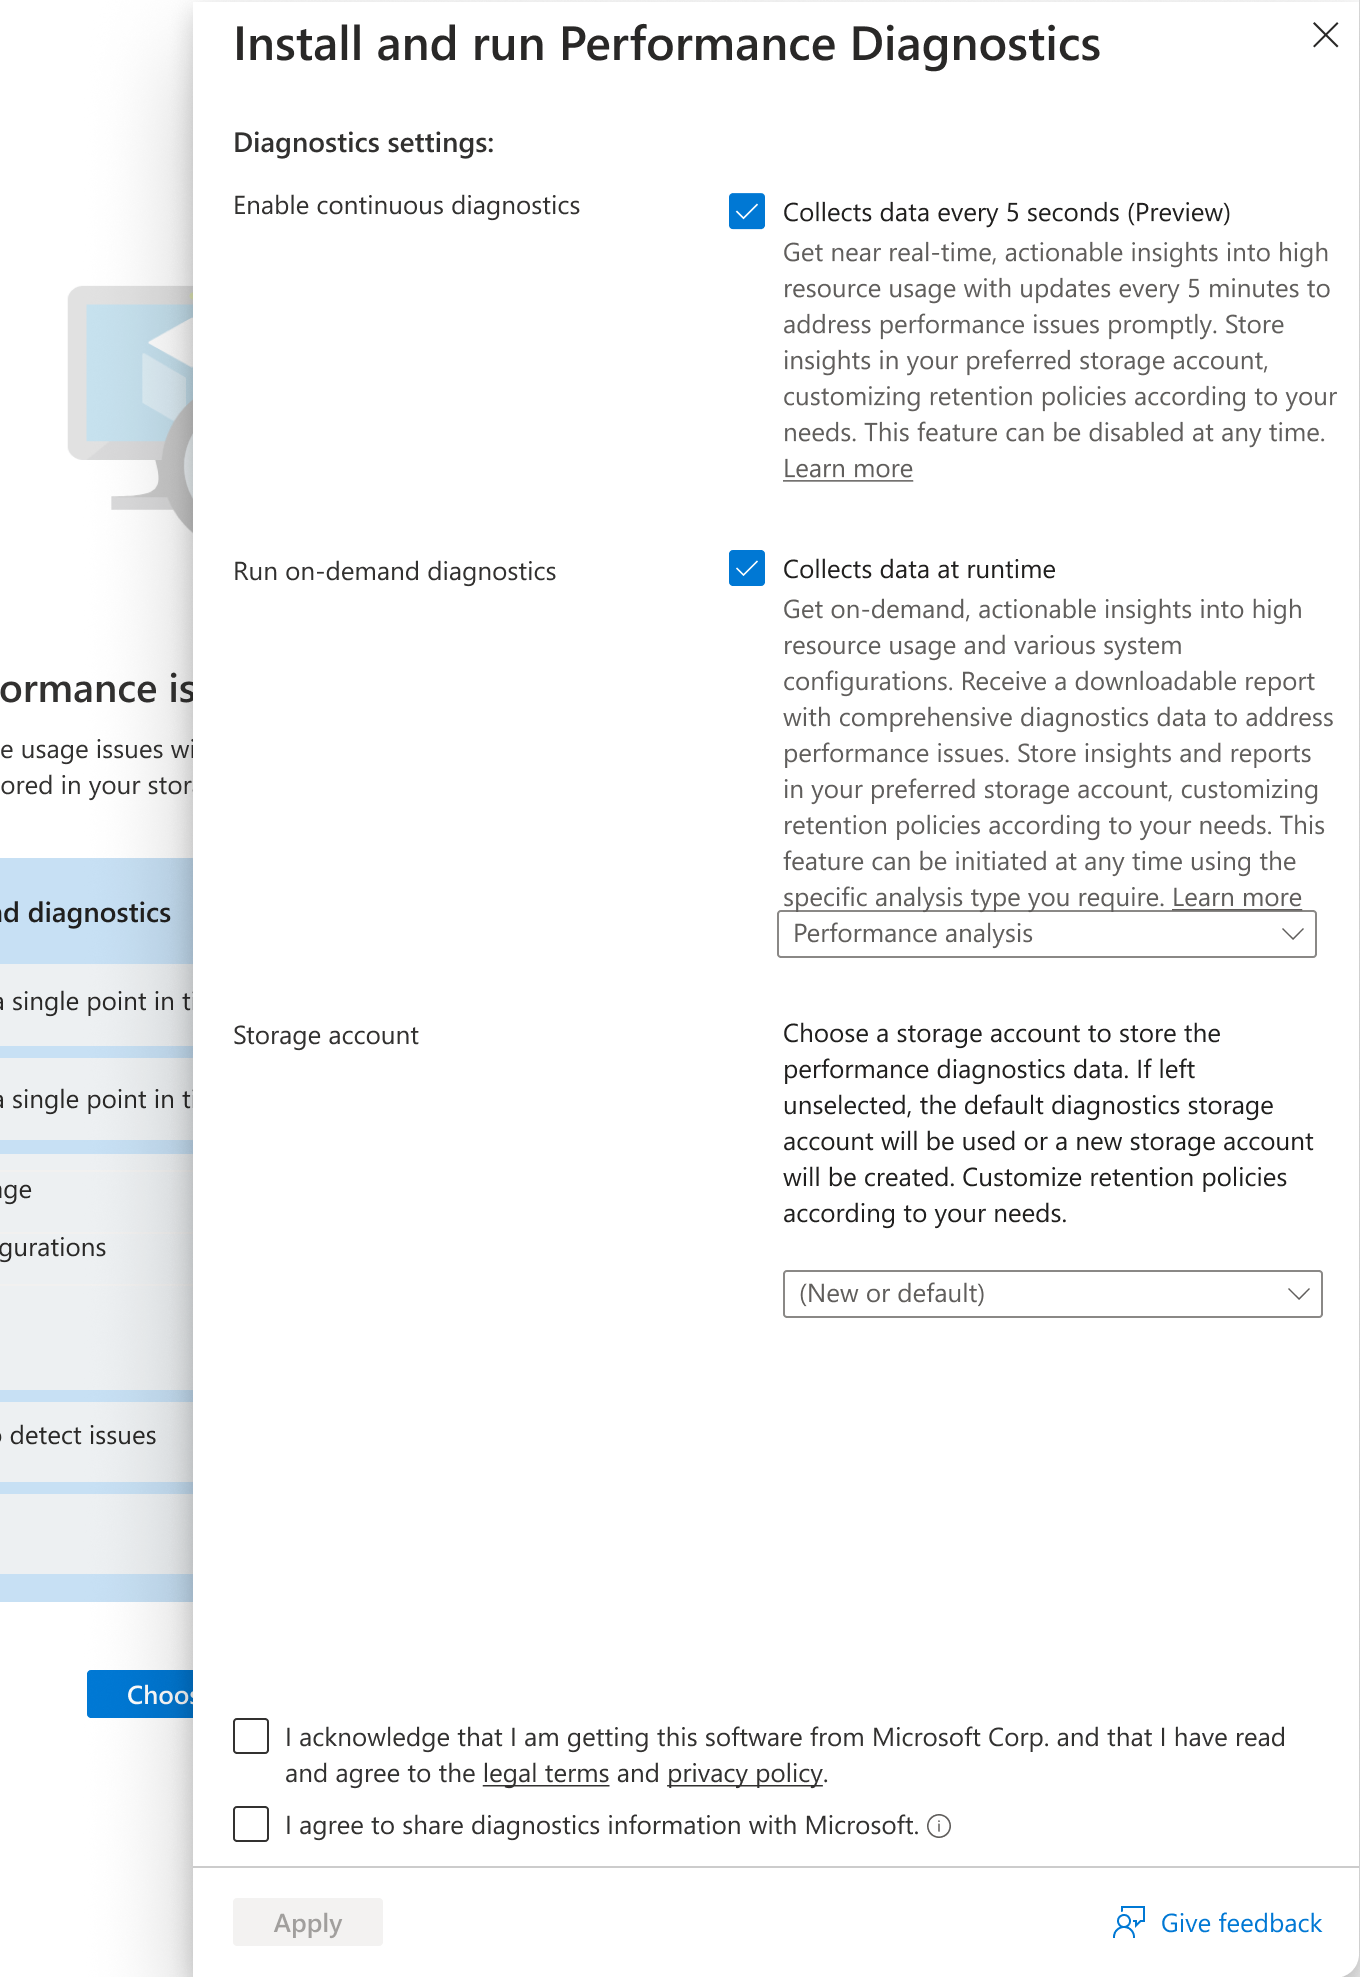 Install and run Performance Diagnostics
Diagnostics settings:
Enable continuous diagnostics
Collects data every 5 seconds (Preview)
Get near real-time, actionable insights into high
resource usage with updates every 5 minutes to
address performance issues promptly. Store
insights in your preferred storage account,
customizing retention policies according to your
needs. This feature can be disabled at any time.
Learn more
Run on-demand diagnostics
Collects data at runtime
Get on-demand, actionable insights into high
resource usage and various system
configurations. Receive a downloadable report
with comprehensive diagnostics data to address
performance issues. Store insights and reports
in your preferred storage account, customizing
retention policies according to your needs. This
feature can be initiated at any time using the
specific analysis type you require. Learn more
Performance analysis
Storage account
Choose a storage account to store the
performance diagnostics data. If left
unselected, the default diagnostics storage
account will be used or a new storage account
will be created. Customize retention policies
according to your needs.
(New or default)
I acknowledge that I am getting this software from Microsoft Corp. and that I have read
and agree to the legal terms and privacy policy.
I agree to share diagnostics information with Microsoft.
Apply
Give feedback
ormance is
e usage issues wi
ored in your stor
d diagnostics
a single point in t
a single point in t
ge
gurations
detect issues
Choos